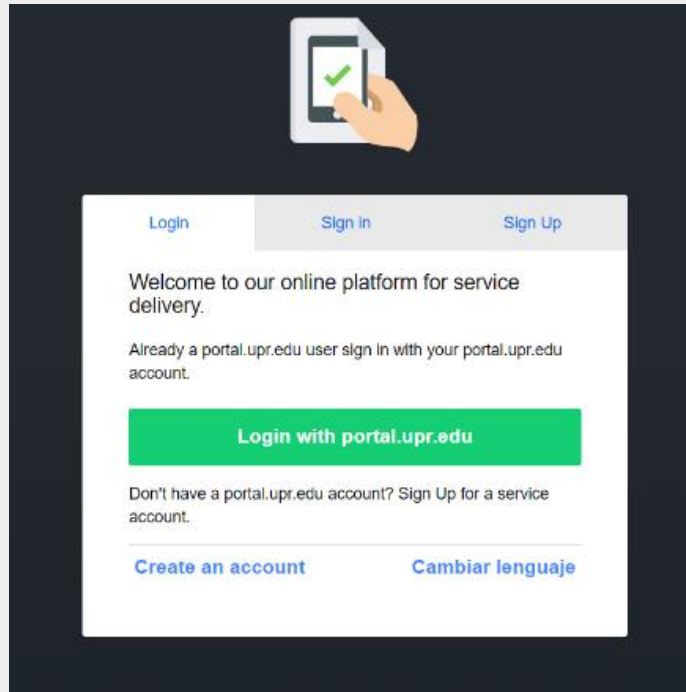 Login
Sign in
Sign Up
Welcome to our online platform for service
delivery.
Already a portal.upr.edu user sign in with your portal.upr.edu
account.
Login with portal.upr.edu
Don't have a portal.upr.edu account? Sign Up for a service
account.
Create an account
Cambiar lenguaje